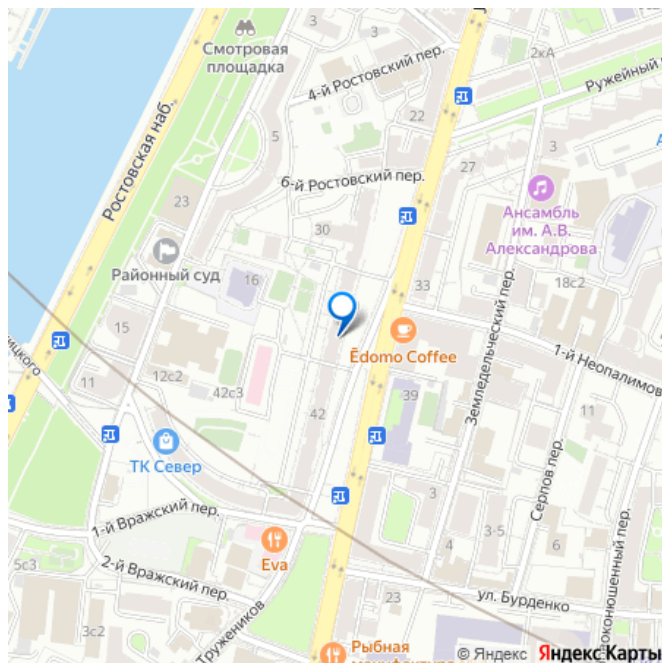 3
Смотровая
площадка
4-й Ростовский пер.
2кА
Ружейный
22
3
5
27
6-й Ростовский пер.
Ростовская наб.,
23
Ансамбль
им. А.В.
Александрова
30
Районный суд
16
33
18с2
Ēdomo Coffee
Земледельческий пер.
1-й Неопалимов
15
12с2
11
42с3
42
39
11
ТК Север
Серпов пер.
3
3-5
1-й Вражский пер.
Eva
2-й Вражский пер.
5с3
4
6
23
ул. Бурденко
Тружеников
3с2
Рыбная
© Яндекс Яндекс Карты